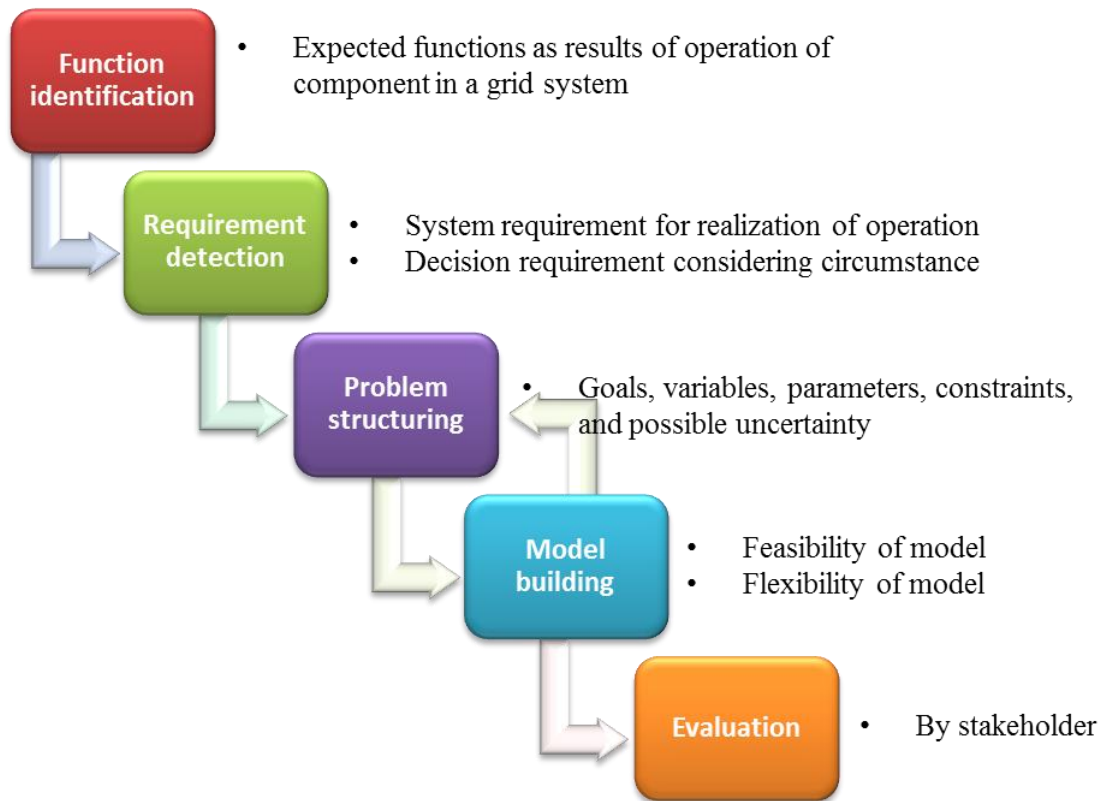 Function
identification
• Expected functions as results of operation of
component in a grid system
Requirement
detection
• System requirement for realization of operation
• Decision requirement considering circumstance
Problem
structuring
• Goals, variables, parameters, constraints,
and possible uncertainty
Model
building
• Feasibility of model
• Flexibility of model
Evaluation
• By stakeholder